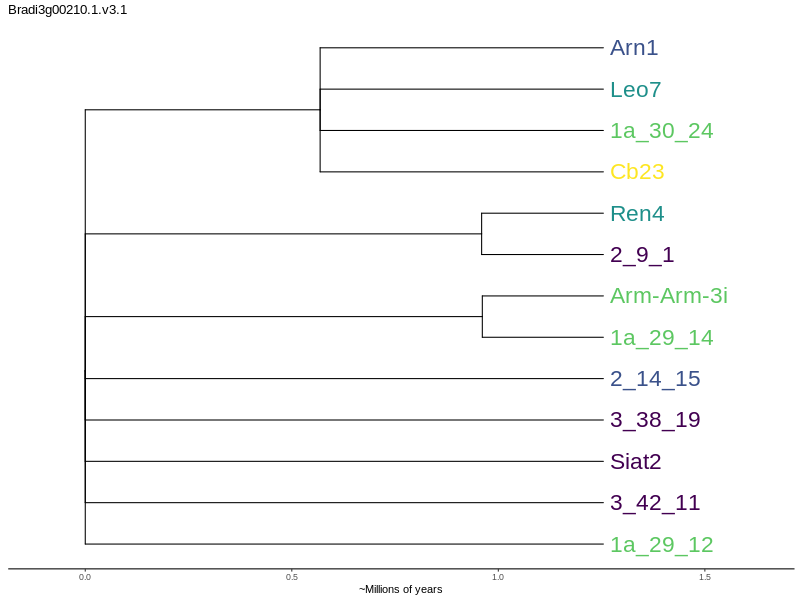 Bradi3g00210.1.v3.1
Arn1
Leo7
1a_30_24
Cb23
Ren4
2_9_1
Arm-Arm-3i
1a_29_14
2_14_15
3_38_19
Siat2
3_42_11
1a_29_12
0.0 0.5 1.0 1.5
~Millions of years